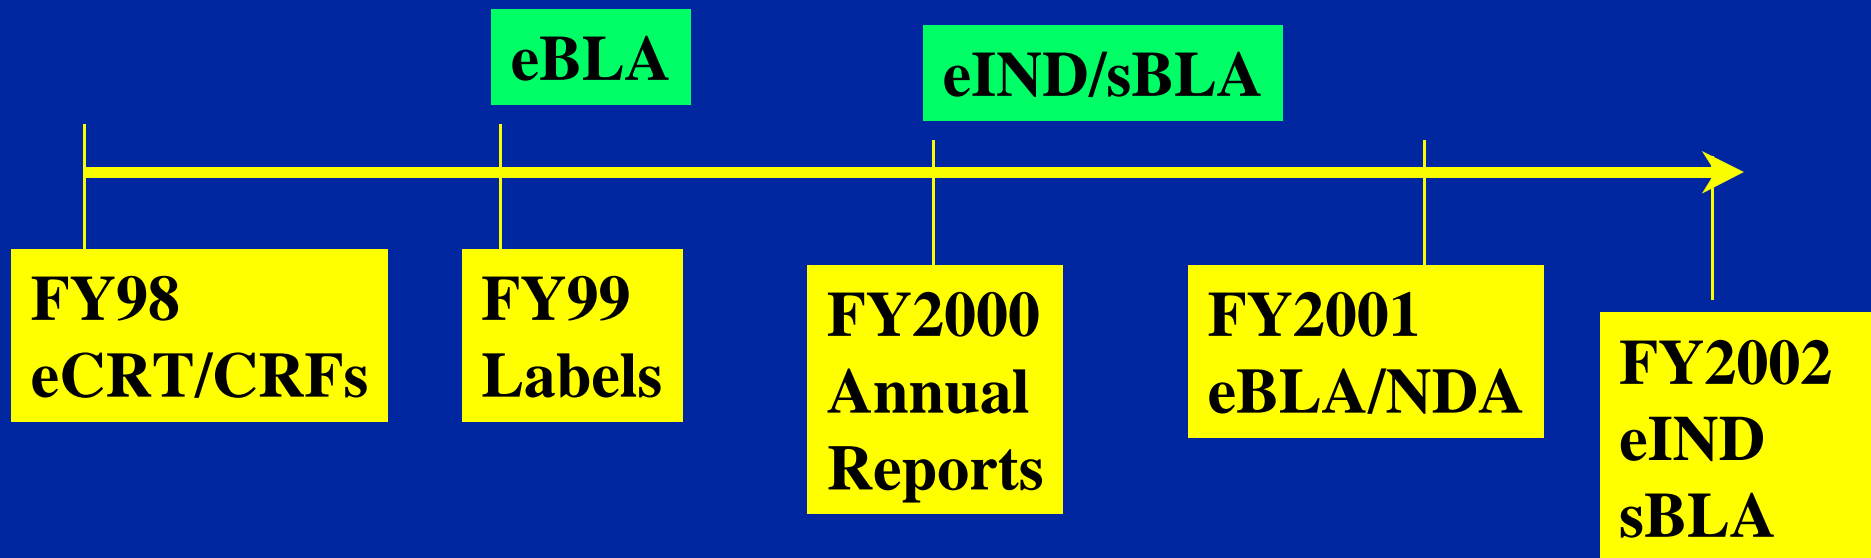 eBLA
eIND/sBLA
FY98
eCRT/CRFs
FY99
Labels
FY2000
Annual
Reports
FY2001
eBLA/NDA
FY2002
eIND
sBLA